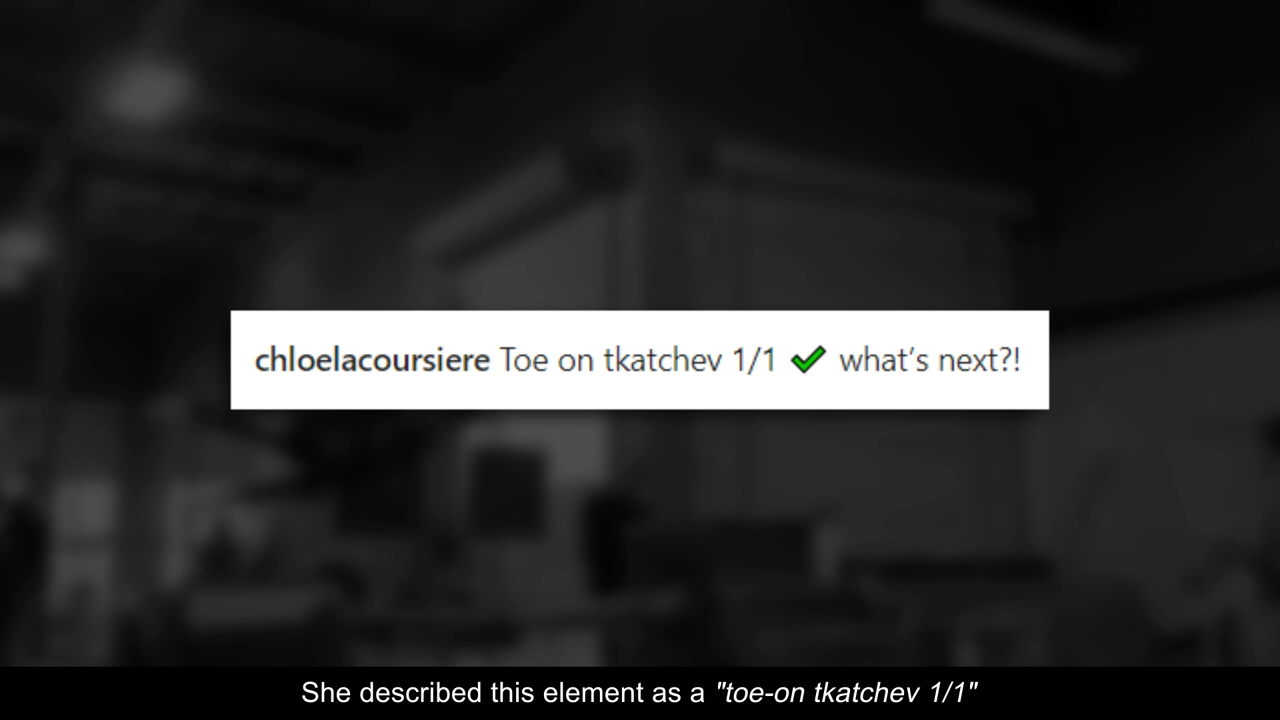 chloelacoursiere Toe on tkatchev 1/1 ✔ what’s next?!
She described this element as a "toe-on tkatchev 1/1"